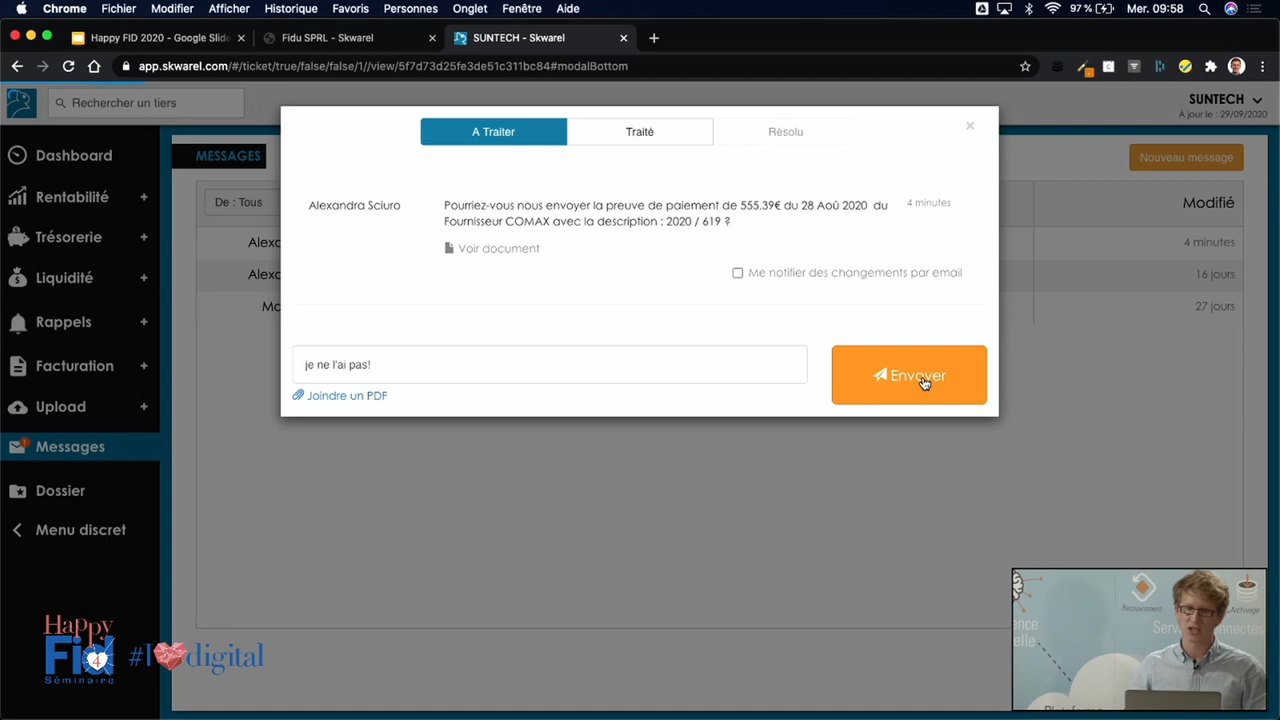 Chrome Fichier Modifier Afficher Historique Favoris Personnes Onglet Fenêtre Aide 97 % Mer. 09:58
Happy FID 2020 - Google Slide
Fidu SPRL - Skwarel
SUNTECH - Skwarel
app.skwarel.com/#/ticket/true/false/false/1//view/5f7d73d25fe3de51c311bc84#modalBottom
Rechercher un tiers
SUNTECH
À jour le : 29/09/2020
A Traiter
Traité
Résolu
×
Dashboard
Rentabilité +
Trésorerie +
Liquidité +
Rappels +
Facturation +
Upload +
Messages
Dossier
Menu discret
MESSAGES
Nouveau message
De : Tous
Modifié
Alexa
4 minutes
Alexa
16 jours
Mo
27 jours
Alexandra Sciuro
Pourriez-vous nous envoyer la preuve de paiement de 555.39€ du 28 Aoû 2020 du
Fournisseur COMAX avec la description : 2020 / 619 ?
4 minutes
Voir document
Me notifier des changements par email
je ne l'ai pas!
Joindre un PDF
Envoyer
Happy
Fid 4
Séminaire
#I digital
Recouvrement
Archivage